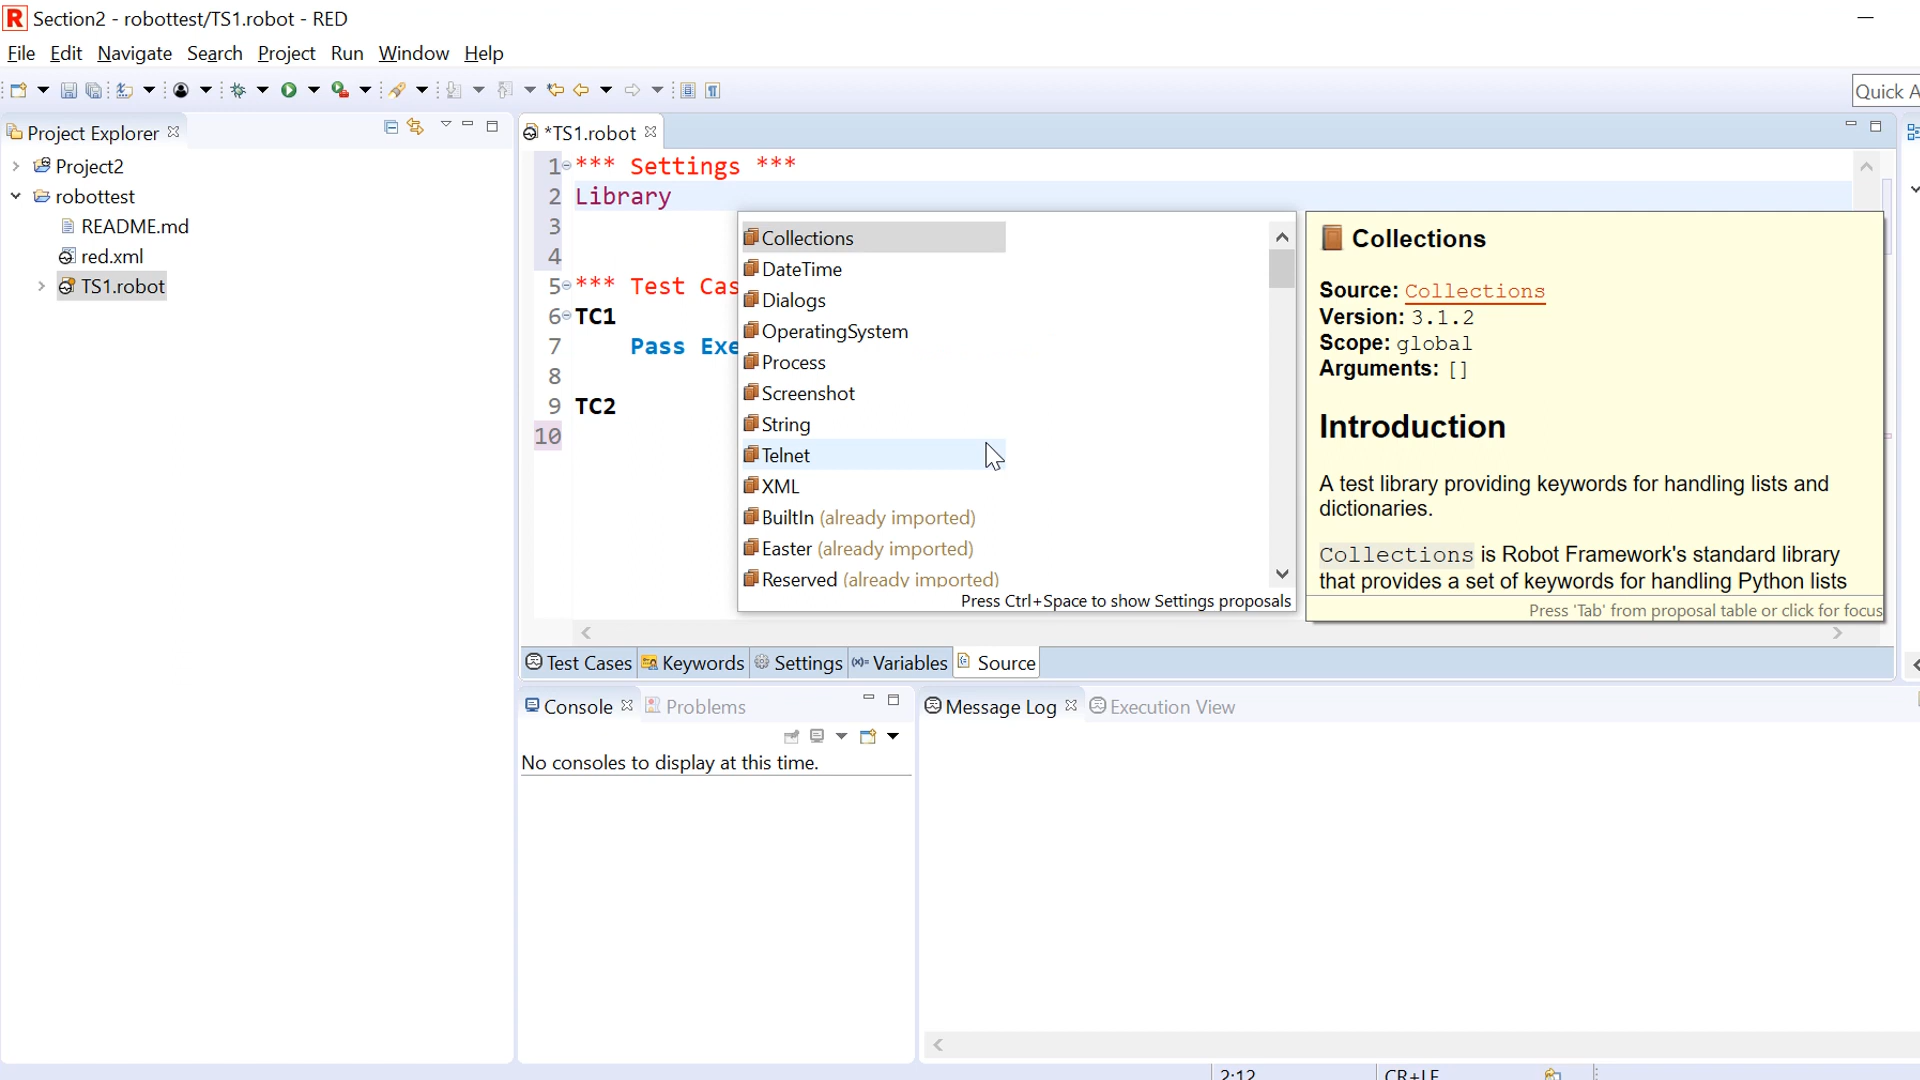 Section2 - robottest/TS1.robot - RED
File Edit Navigate Search Project Run Window Help
Quick A
Project Explorer
Project2
robottest
README.md
red.xml
TS1.robot
*TS1.robot
1 *** Settings ***
2 Library
3
4
5 *** Test Cas
6 TC1
7 Pass Exe
8
9 TC2
10
Collections
DateTime
Dialogs
OperatingSystem
Process
Screenshot
String
Telnet
XML
BuiltIn (already imported)
Easter (already imported)
Reserved (already imported)
Press Ctrl+Space to show Settings proposals
Collections
Source: Collections
Version: 3.1.2
Scope: global
Arguments: []
Introduction
A test library providing keywords for handling lists and
dictionaries.
Collections is Robot Framework's standard library
that provides a set of keywords for handling Python lists
Press 'Tab' from proposal table or click for focus
Test Cases Keywords Settings Variables Source
Console Problems
No consoles to display at this time.
Message Log Execution View
2:12 CR+LF